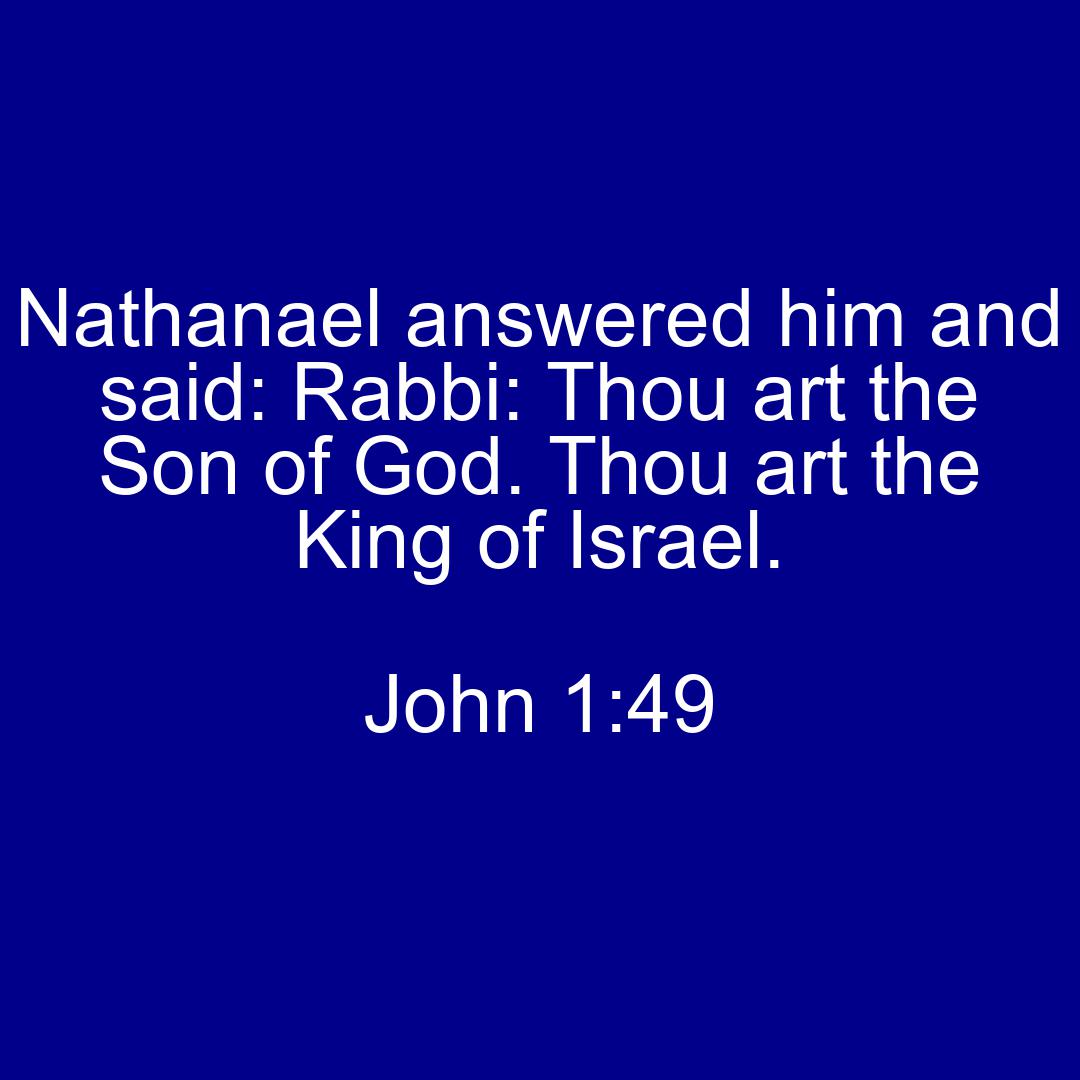 Nathanael answered him and
said: Rabbi: Thou art the
Son of God. Thou art the
King of Israel.
John 1:49